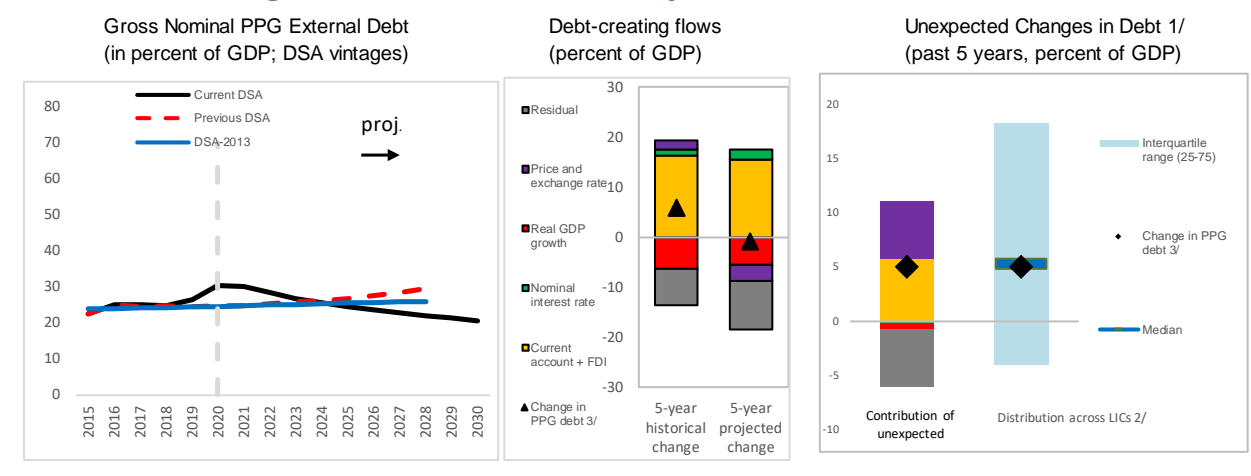 Gross Nominal PPG External Debt
(in percent of GDP; DSA vintages)
Current DSA
Previous DSA
DSA-2013
proj.
80
70
60
50
40
30
20
10
0
2015
2016
2017
2018
2019
2020
2021
2022
2023
2024
2025
2026
2027
2028
2029
2030
Debt-creating flows
(percent of GDP)
Residual
Price and
exchange rate
Real GDP
growth
Nominal
interest rate
Current
account + FDI
Change in
PPG debt 3/
30
20
10
0
-10
-20
-30
5-year
historical
change
5-year
projected
change
Unexpected Changes in Debt 1/
(past 5 years, percent of GDP)
20
15
10
5
0
-5
-10
Interquartile
range (25-75)
Change in PPG
debt 3/
Median
Contribution of
unexpected
Distribution across LICs 2/